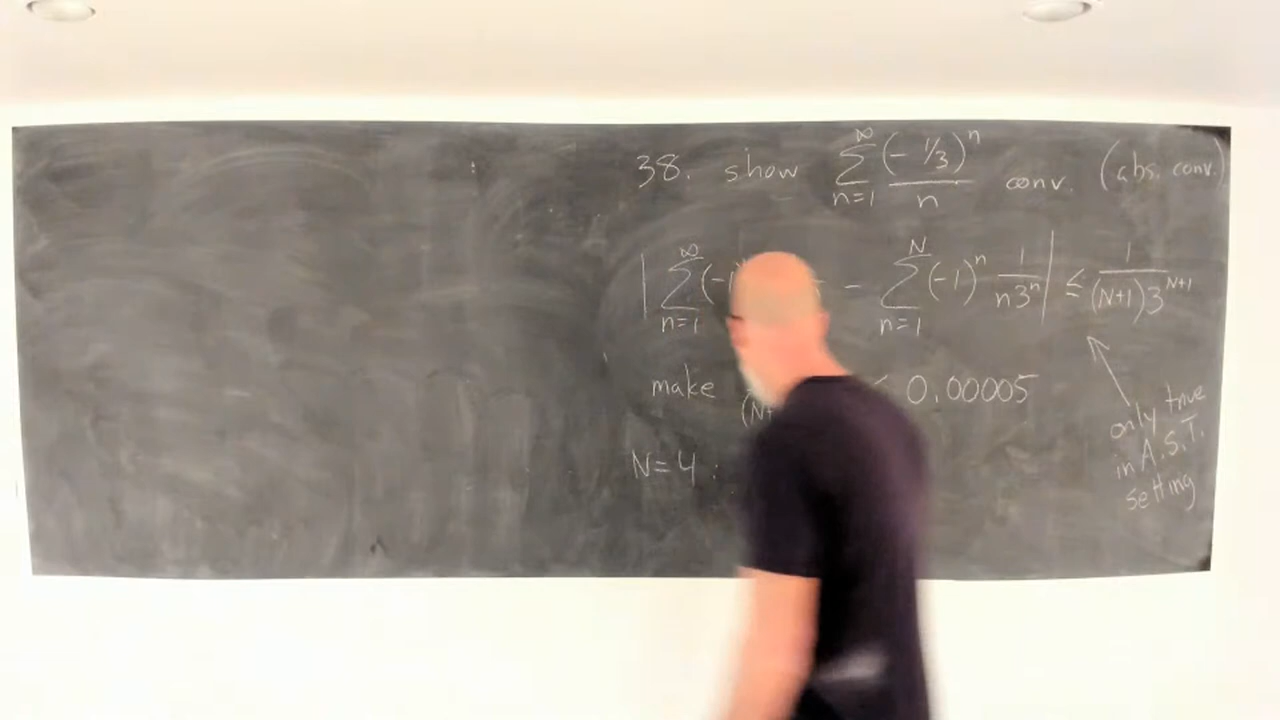 38. show ∑_{n=1}^{∞} (-1/3)^n / n conv. (abs. conv.)
| ∑_{n=1}^{∞} (-1) - ∑_{n=1}^{N} (-1)^n 1/(n3^n) | ≤ 1/((N+1)3^{N+1})
make (N+ < 0.00005
only true
in A.S.T.
setting
N=4: